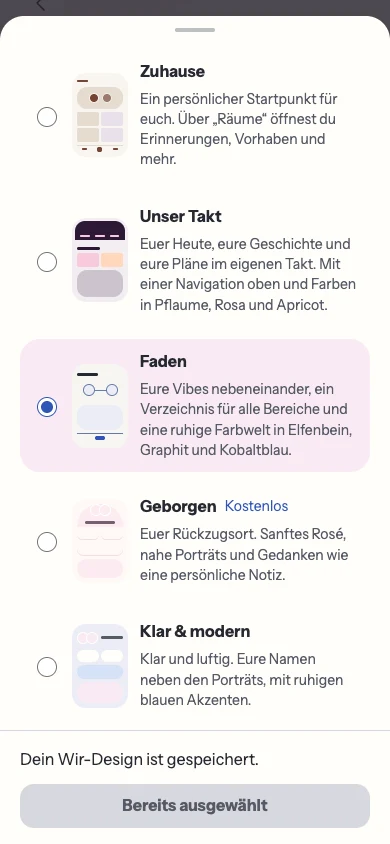 Zuhause
Ein persönlicher Startpunkt für
euch. Über „Räume“ öffnest du
Erinnerungen, Vorhaben und
mehr.
Unser Takt
Euer Heute, eure Geschichte und
eure Pläne im eigenen Takt. Mit
einer Navigation oben und Farben
in Pflaume, Rosa und Apricot.
Faden
Eure Vibes nebeneinander, ein
Verzeichnis für alle Bereiche und
eine ruhige Farbwelt in Elfenbein,
Graphit und Kobaltblau.
Geborgen Kostenlos
Euer Rückzugsort. Sanftes Rosé,
nahe Porträts und Gedanken wie
eine persönliche Notiz.
Klar & modern
Klar und luftig. Eure Namen
neben den Porträts, mit ruhigen
blauen Akzenten.
Dein Wir-Design ist gespeichert.
Bereits ausgewählt